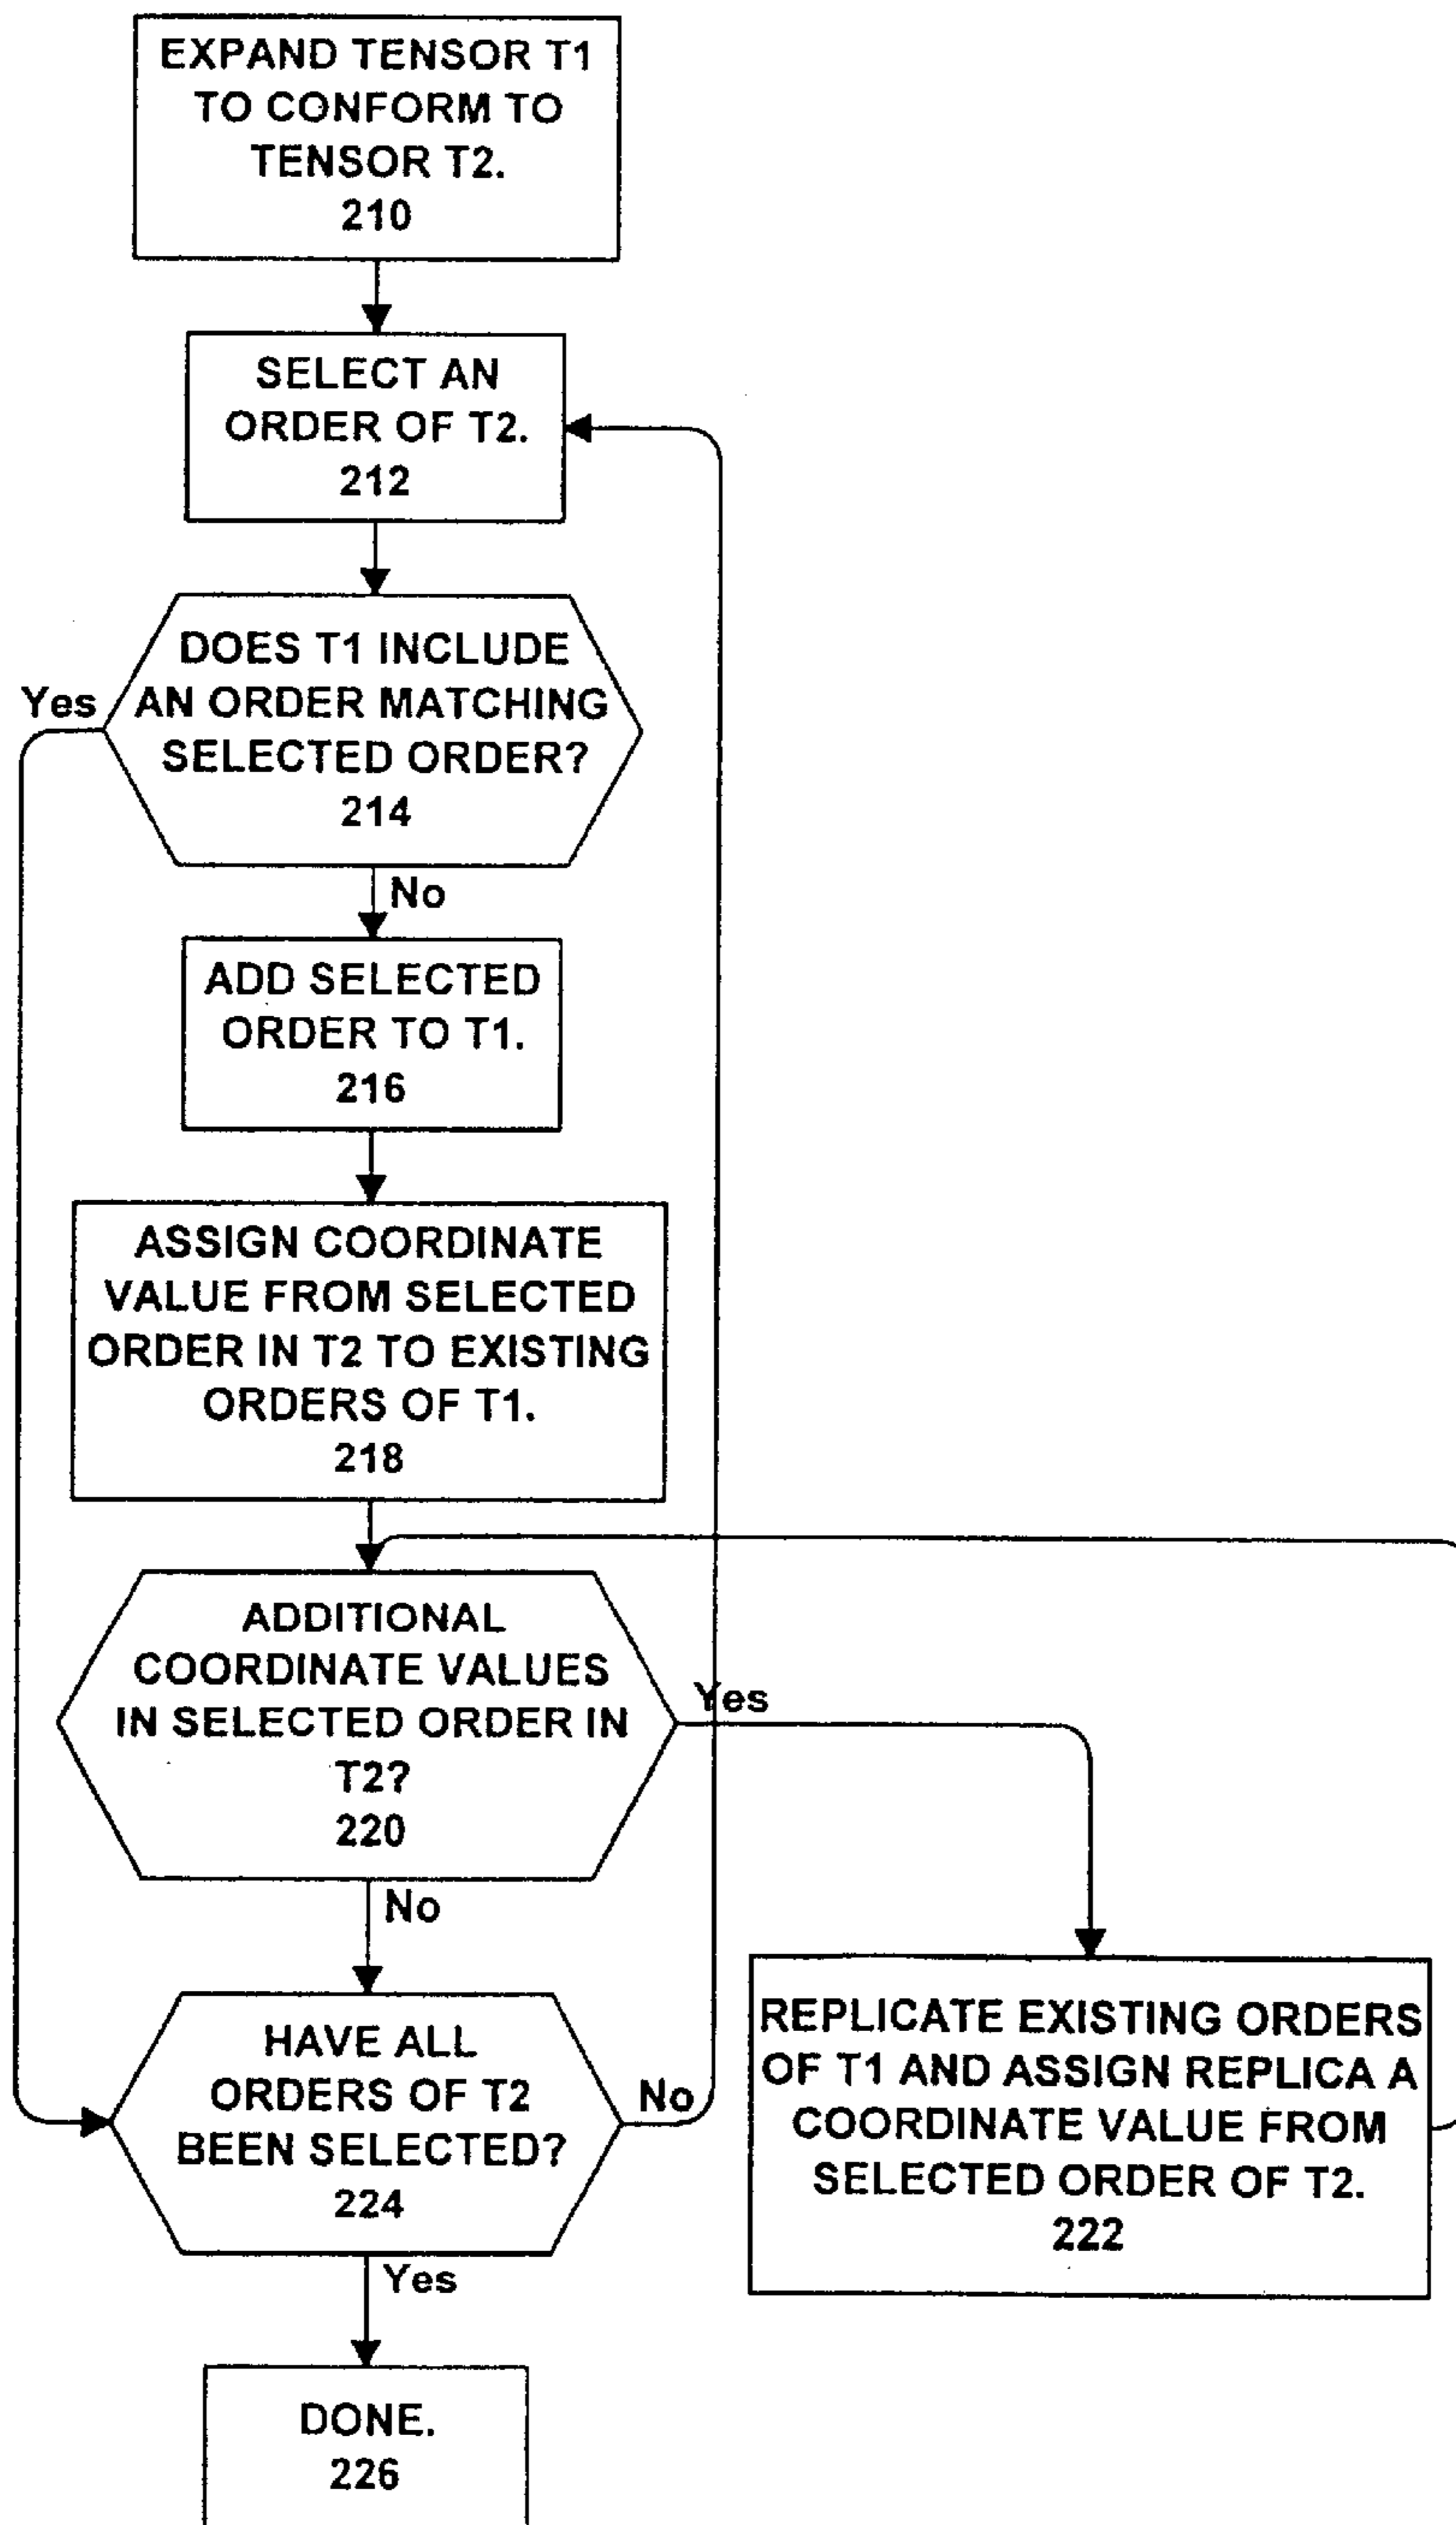 EXPAND TENSOR T1
TO CONFORM TO
TENSOR T2.
210
SELECT AN
ORDER OF T2.
212
DOES T1 INCLUDE
AN ORDER MATCHING
SELECTED ORDER?
214
Yes
No
ADD SELECTED
ORDER TO T1.
216
ASSIGN COORDINATE
VALUE FROM SELECTED
ORDER IN T2 TO EXISTING
ORDERS OF T1.
218
ADDITIONAL
COORDINATE VALUES
IN SELECTED ORDER IN
T2?
220
Yes
No
REPLICATE EXISTING ORDERS
OF T1 AND ASSIGN REPLICA A
COORDINATE VALUE FROM
SELECTED ORDER OF T2.
222
HAVE ALL
ORDERS OF T2
BEEN SELECTED?
224
No
Yes
DONE.
226